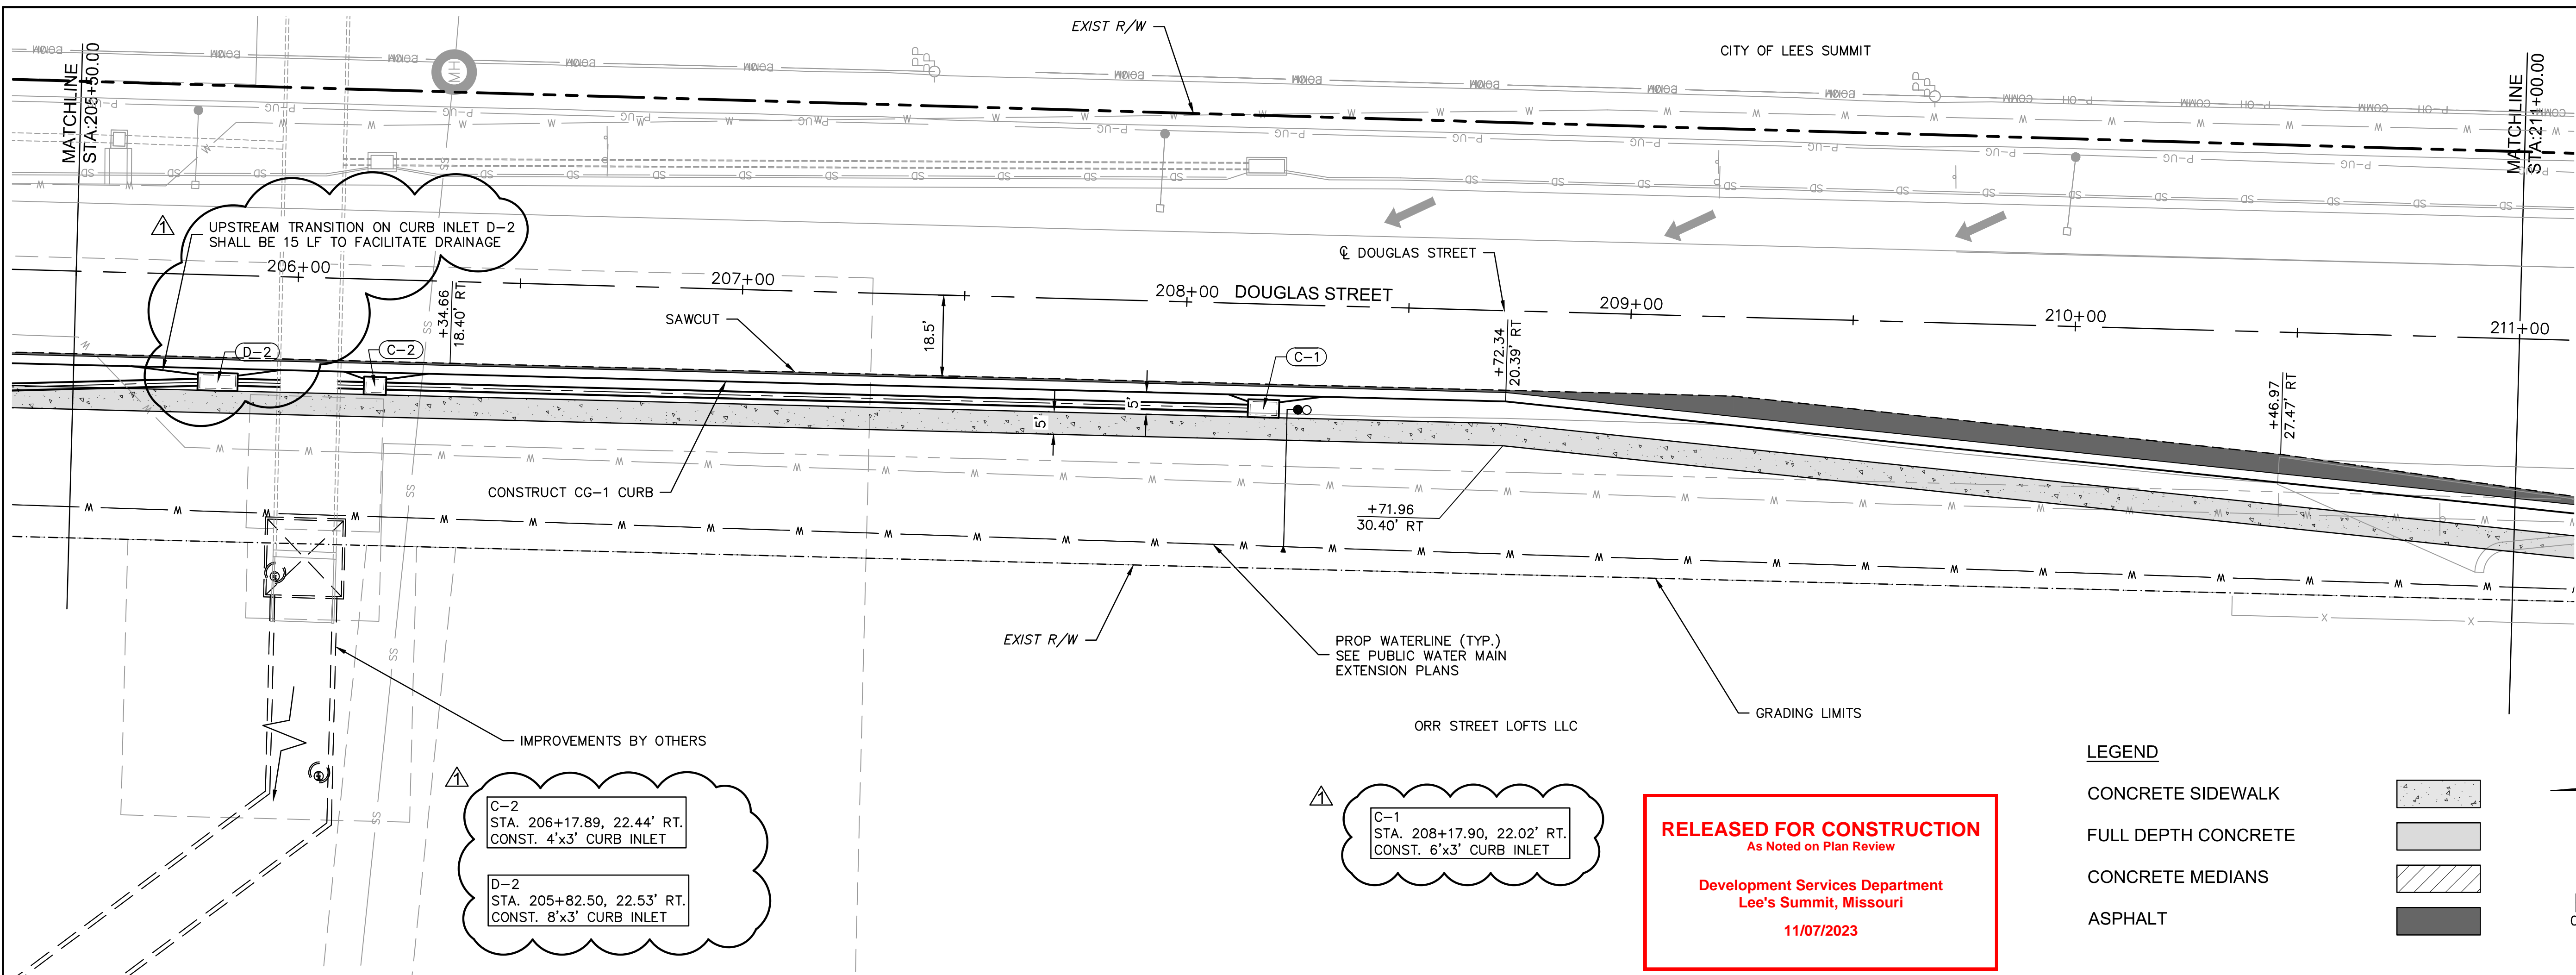 EXIST R/W
CITY OF LEES SUMMIT
MATCHLINE
STA:205+50.00
MATCHLINE
STA:211+00.00
MH
1
UPSTREAM TRANSITION ON CURB INLET D-2
SHALL BE 15 LF TO FACILITATE DRAINAGE
℄ DOUGLAS STREET
206+00
207+00
208+00
DOUGLAS STREET
209+00
210+00
211+00
+34.66
18.40' RT
SAWCUT
18.5'
+72.34
20.39' RT
+46.97
27.47' RT
D-2
C-2
C-1
5'
5'
CONSTRUCT CG-1 CURB
+71.96
30.40' RT
EXIST R/W
PROP WATERLINE (TYP.)
SEE PUBLIC WATER MAIN
EXTENSION PLANS
GRADING LIMITS
ORR STREET LOFTS LLC
IMPROVEMENTS BY OTHERS
1
C-2
STA. 206+17.89, 22.44' RT.
CONST. 4'x3' CURB INLET
D-2
STA. 205+82.50, 22.53' RT.
CONST. 8'x3' CURB INLET
1
C-1
STA. 208+17.90, 22.02' RT.
CONST. 6'x3' CURB INLET
RELEASED FOR CONSTRUCTION
As Noted on Plan Review
Development Services Department
Lee's Summit, Missouri
11/07/2023
LEGEND
CONCRETE SIDEWALK
FULL DEPTH CONCRETE
CONCRETE MEDIANS
ASPHALT